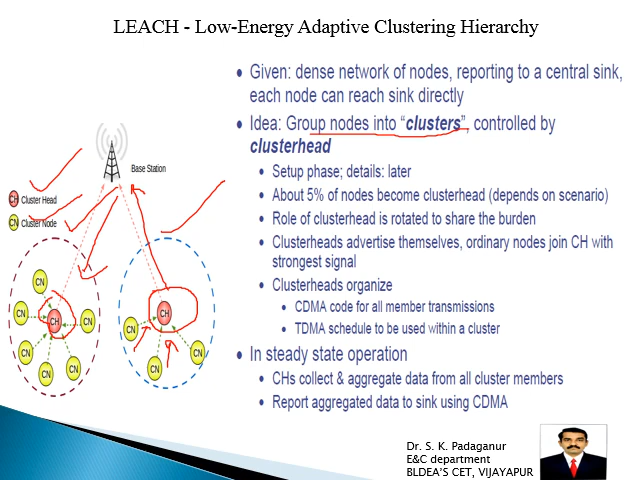 LEACH - Low-Energy Adaptive Clustering Hierarchy
• Given: dense network of nodes, reporting to a central sink,
each node can reach sink directly
• Idea: Group nodes into “clusters”, controlled by
clusterhead
• Setup phase; details: later
• About 5% of nodes become clusterhead (depends on scenario)
• Role of clusterhead is rotated to share the burden
• Clusterheads advertise themselves, ordinary nodes join CH with
strongest signal
• Clusterheads organize
• CDMA code for all member transmissions
• TDMA schedule to be used within a cluster
• In steady state operation
• CHs collect & aggregate data from all cluster members
• Report aggregated data to sink using CDMA
Base Station
CH Cluster Head
CN Cluster Node
CN
CN
CH
CN
CN
CN
CN
CH
CN
CN
CN
CN
Dr. S. K. Padaganur
E&C department
BLDEA'S CET, VIJAYAPUR